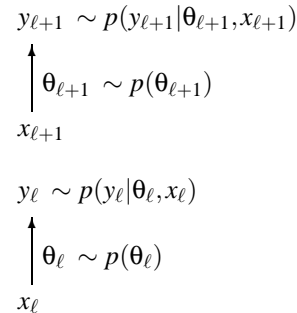 y_{ℓ+1} ∼ p(y_{ℓ+1}|θ_{ℓ+1}, x_{ℓ+1})
θ_{ℓ+1} ∼ p(θ_{ℓ+1})
x_{ℓ+1}
y_ℓ ∼ p(y_ℓ|θ_ℓ, x_ℓ)
θ_ℓ ∼ p(θ_ℓ)
x_ℓ